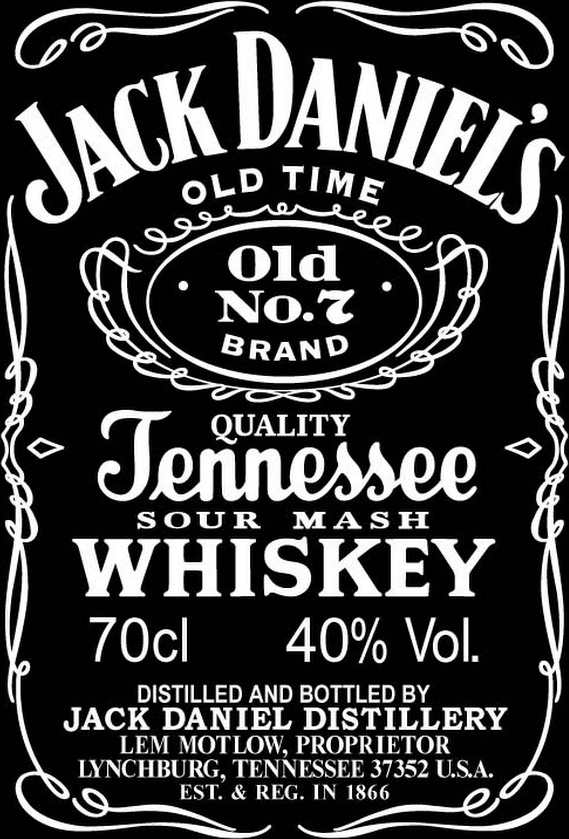 JACK DANIEL'S
OLD TIME
Old
No.7
BRAND
QUALITY
Tennessee
SOUR MASH
WHISKEY
70cl 40% Vol.
DISTILLED AND BOTTLED BY
JACK DANIEL DISTILLERY
LEM MOTLOW, PROPRIETOR
LYNCHBURG, TENNESSEE 37352 U.S.A.
EST. & REG. IN 1866